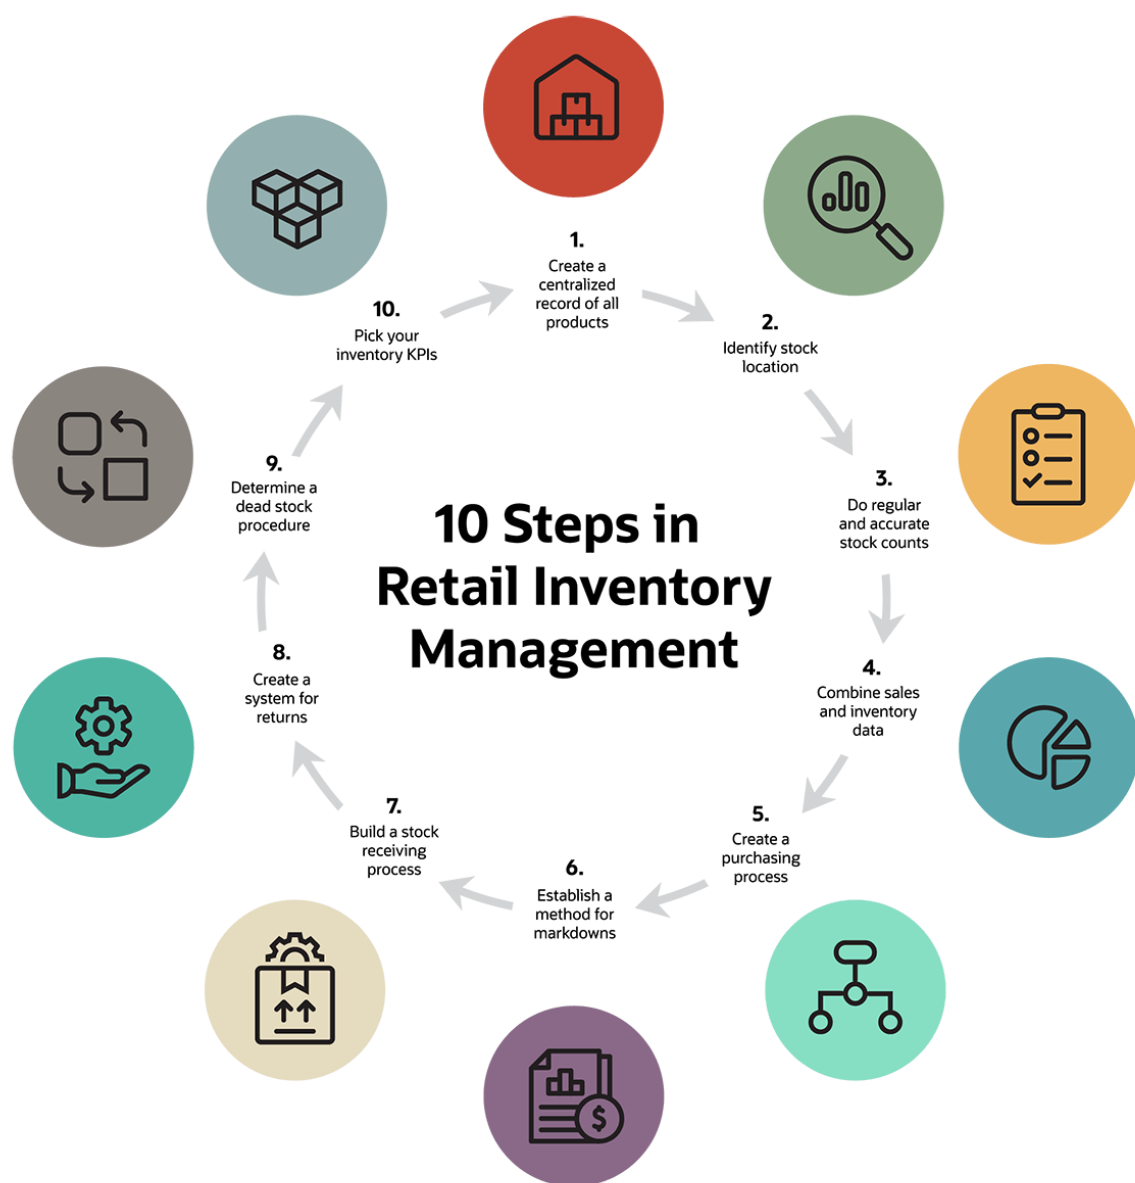 10 Steps in
Retail Inventory
Management
1.
Create a
centralized
record of all
products
2.
Identify stock
location
3.
Do regular
and accurate
stock counts
4.
Combine sales
and inventory
data
5.
Create a
purchasing
process
6.
Establish a
method for
markdowns
7.
Build a stock
receiving
process
8.
Create a
system for
returns
9.
Determine a
dead stock
procedure
10.
Pick your
inventory KPIs
$